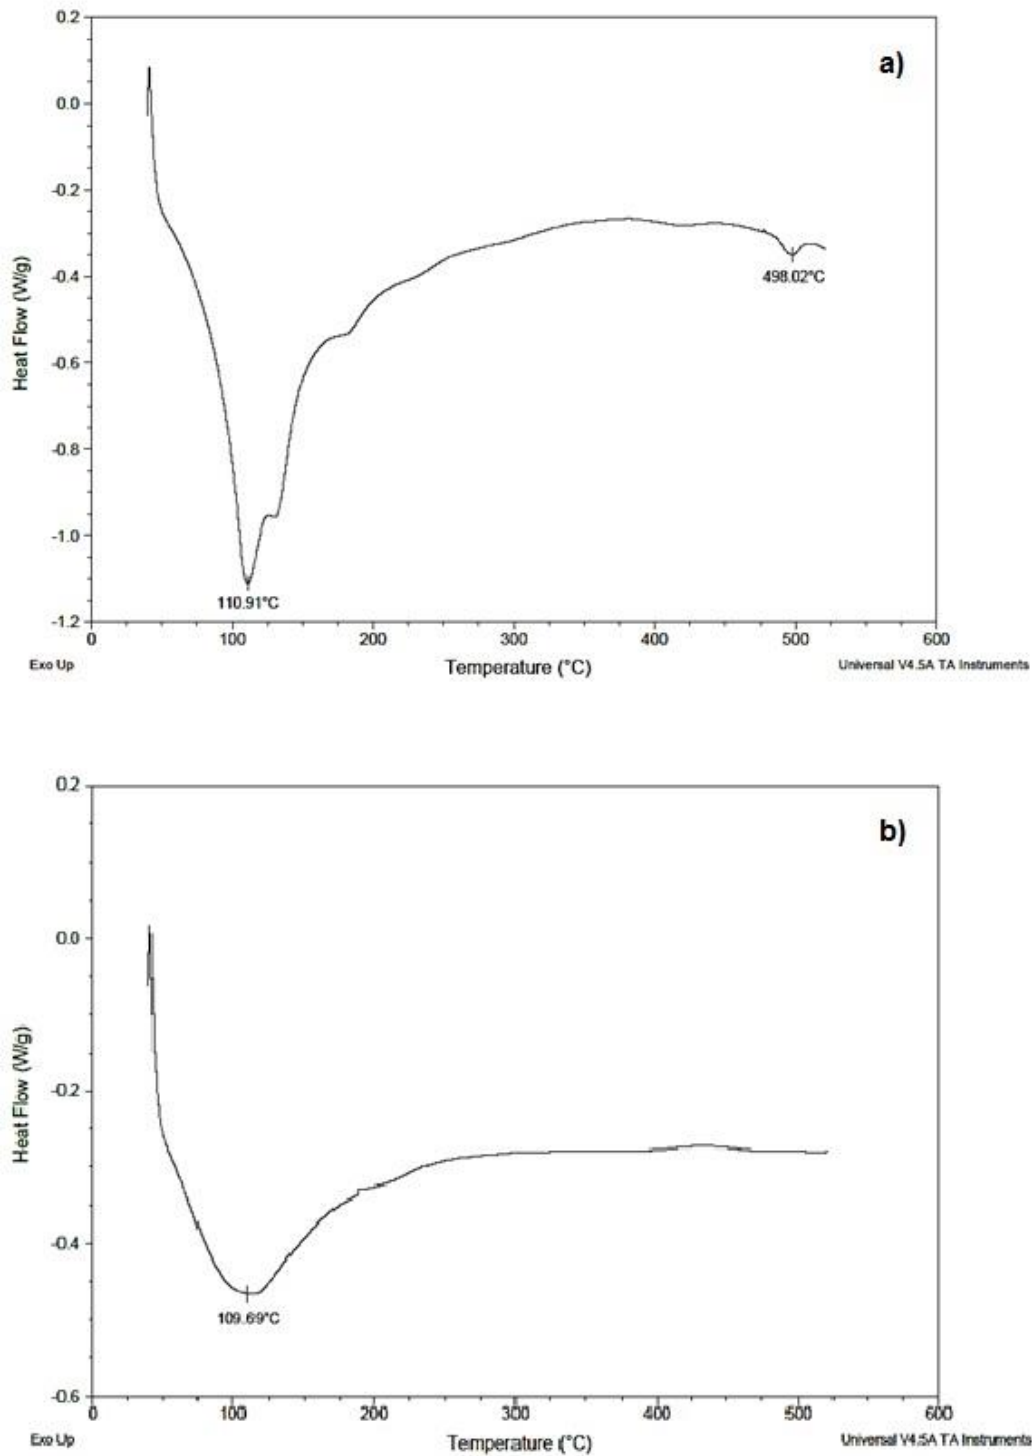 0.2
a)
0.0
-0.2
-0.4
498.02°C
-0.6
-0.8
-1.0
110.91°C
-1.2
Heat Flow (W/g)
0 100 200 300 400 500 600
Exo Up Temperature (°C) Universal V4.5A TA Instruments
0.2
b)
0.0
-0.2
-0.4
109.69°C
-0.6
Heat Flow (W/g)
0 100 200 300 400 500 600
Exo Up Temperature (°C) Universal V4.5A TA Instruments